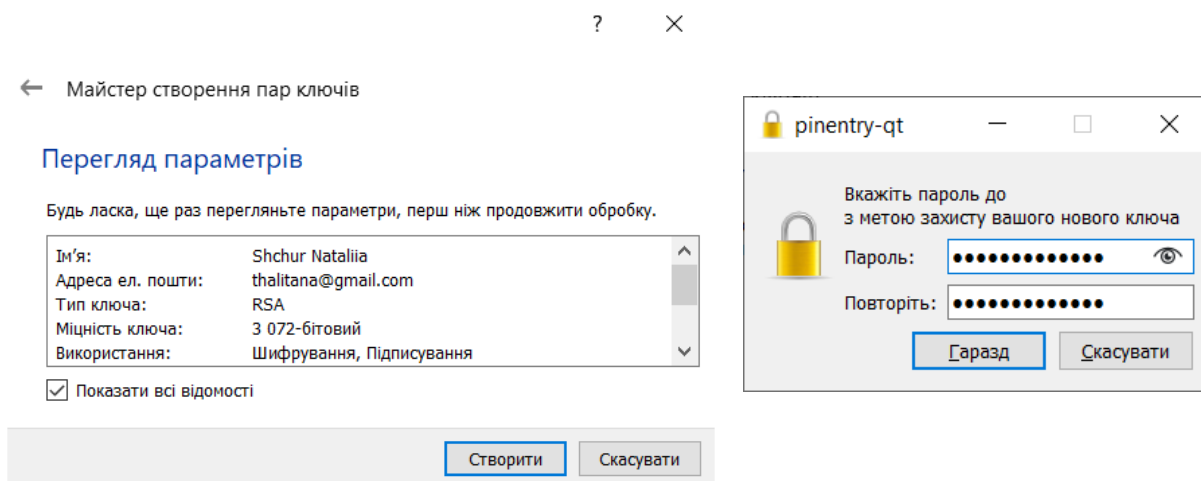 ?
Майстер створення пар ключів
Перегляд параметрів
Будь ласка, ще раз перегляньте параметри, перш ніж продовжити обробку.
Ім’я: Shchur Nataliia
Адреса ел. пошти: thalitana@gmail.com
Тип ключа: RSA
Міцність ключа: 3 072-бітовий
Використання: Шифрування, Підписування
Показати всі відомості
Створити Скасувати
pinentry-qt
Вкажіть пароль до
з метою захисту вашого нового ключа
Пароль: ●●●●●●●●●●●●●
Повторіть: ●●●●●●●●●●●●●
Гаразд Скасувати